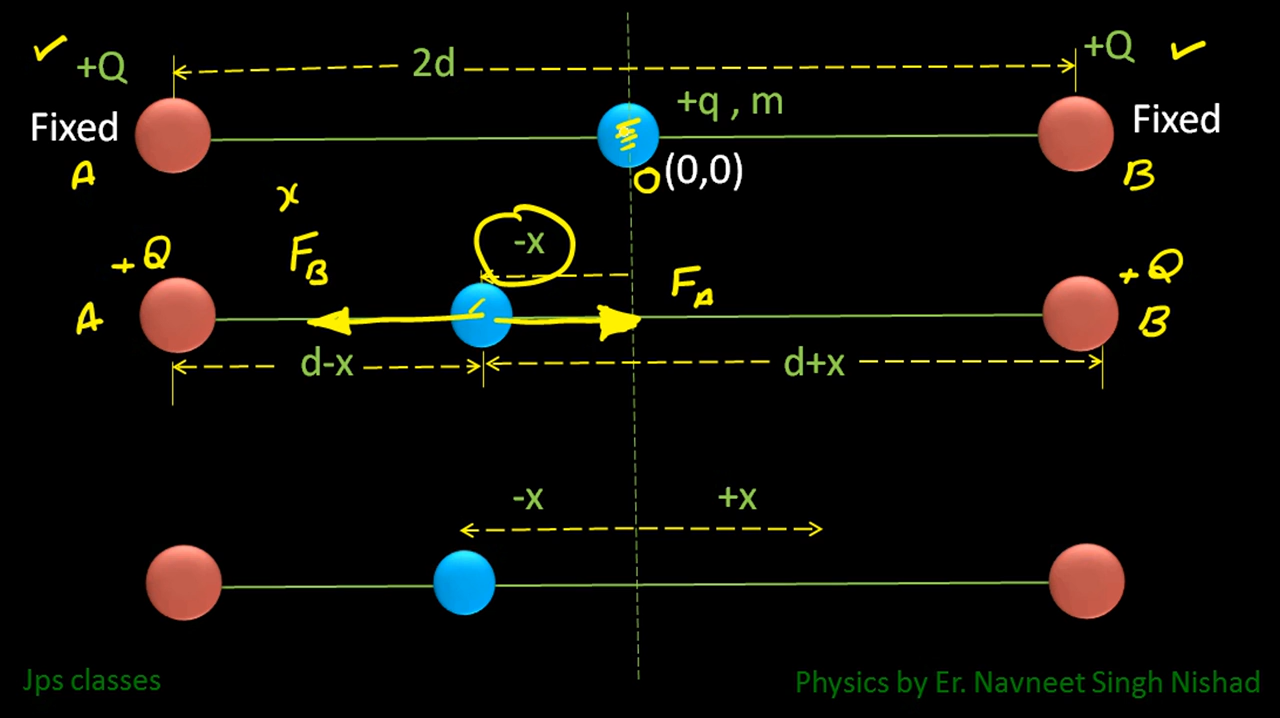 +Q 2d +Q
+q , m
Fixed Fixed
A O (0,0) B
x
-x
+Q F_B F_A +Q
A B
d-x d+x
-x +x
Jps classes Physics by Er. Navneet Singh Nishad